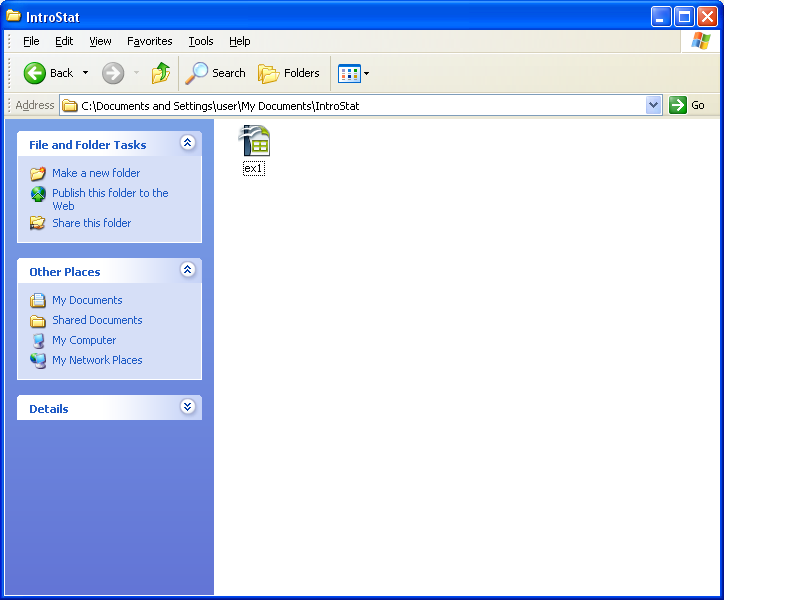 IntroStat
File Edit View Favorites Tools Help
Back Search Folders
Address C:\Documents and Settings\user\My Documents\IntroStat Go
File and Folder Tasks
Make a new folder
Publish this folder to the
Web
Share this folder
Other Places
My Documents
Shared Documents
My Computer
My Network Places
Details
ex1